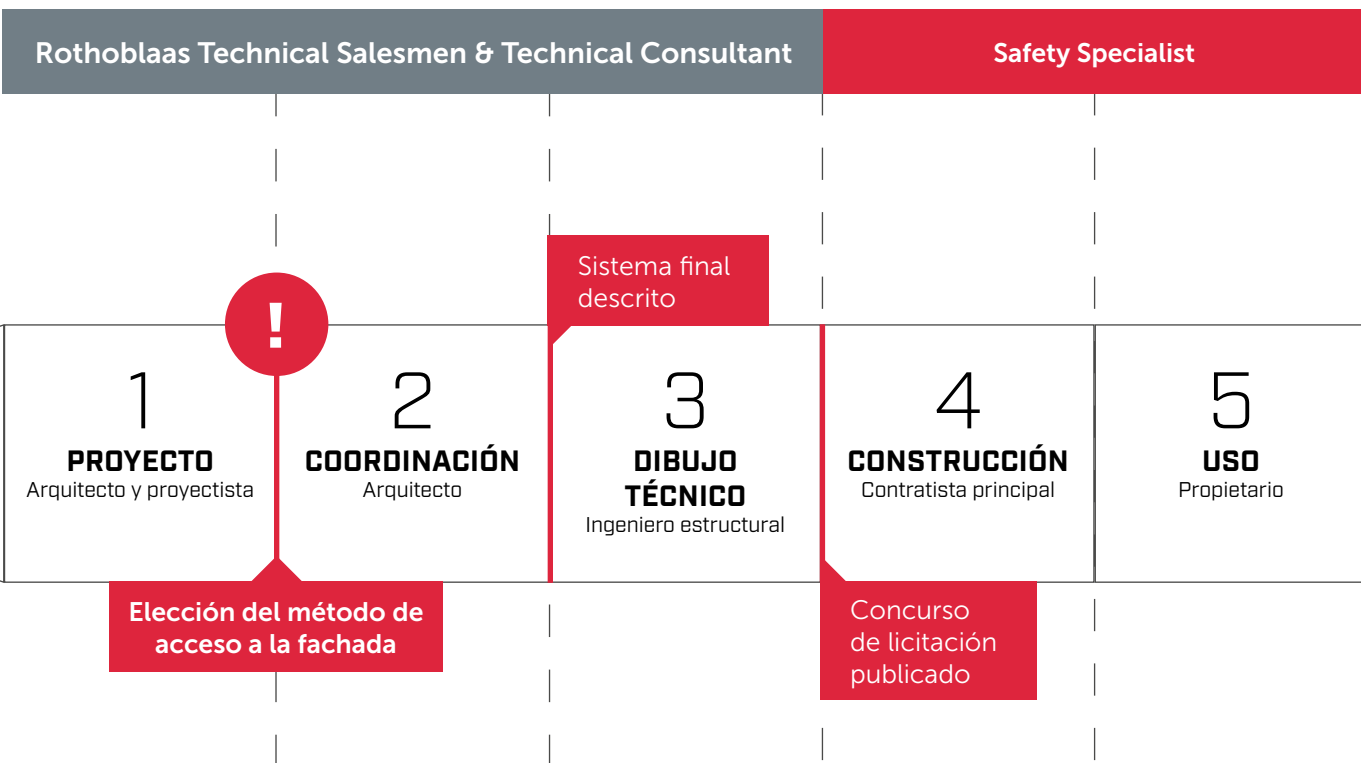 Rothoblaas Technical Salesmen & Technical Consultant
Safety Specialist
Sistema final
descrito
!
1
PROYECTO
Arquitecto y proyectista
2
COORDINACIÓN
Arquitecto
3
DIBUJO
TÉCNICO
Ingeniero estructural
4
CONSTRUCCIÓN
Contratista principal
5
USO
Propietario
Elección del método de
acceso a la fachada
Concurso
de licitación
publicado